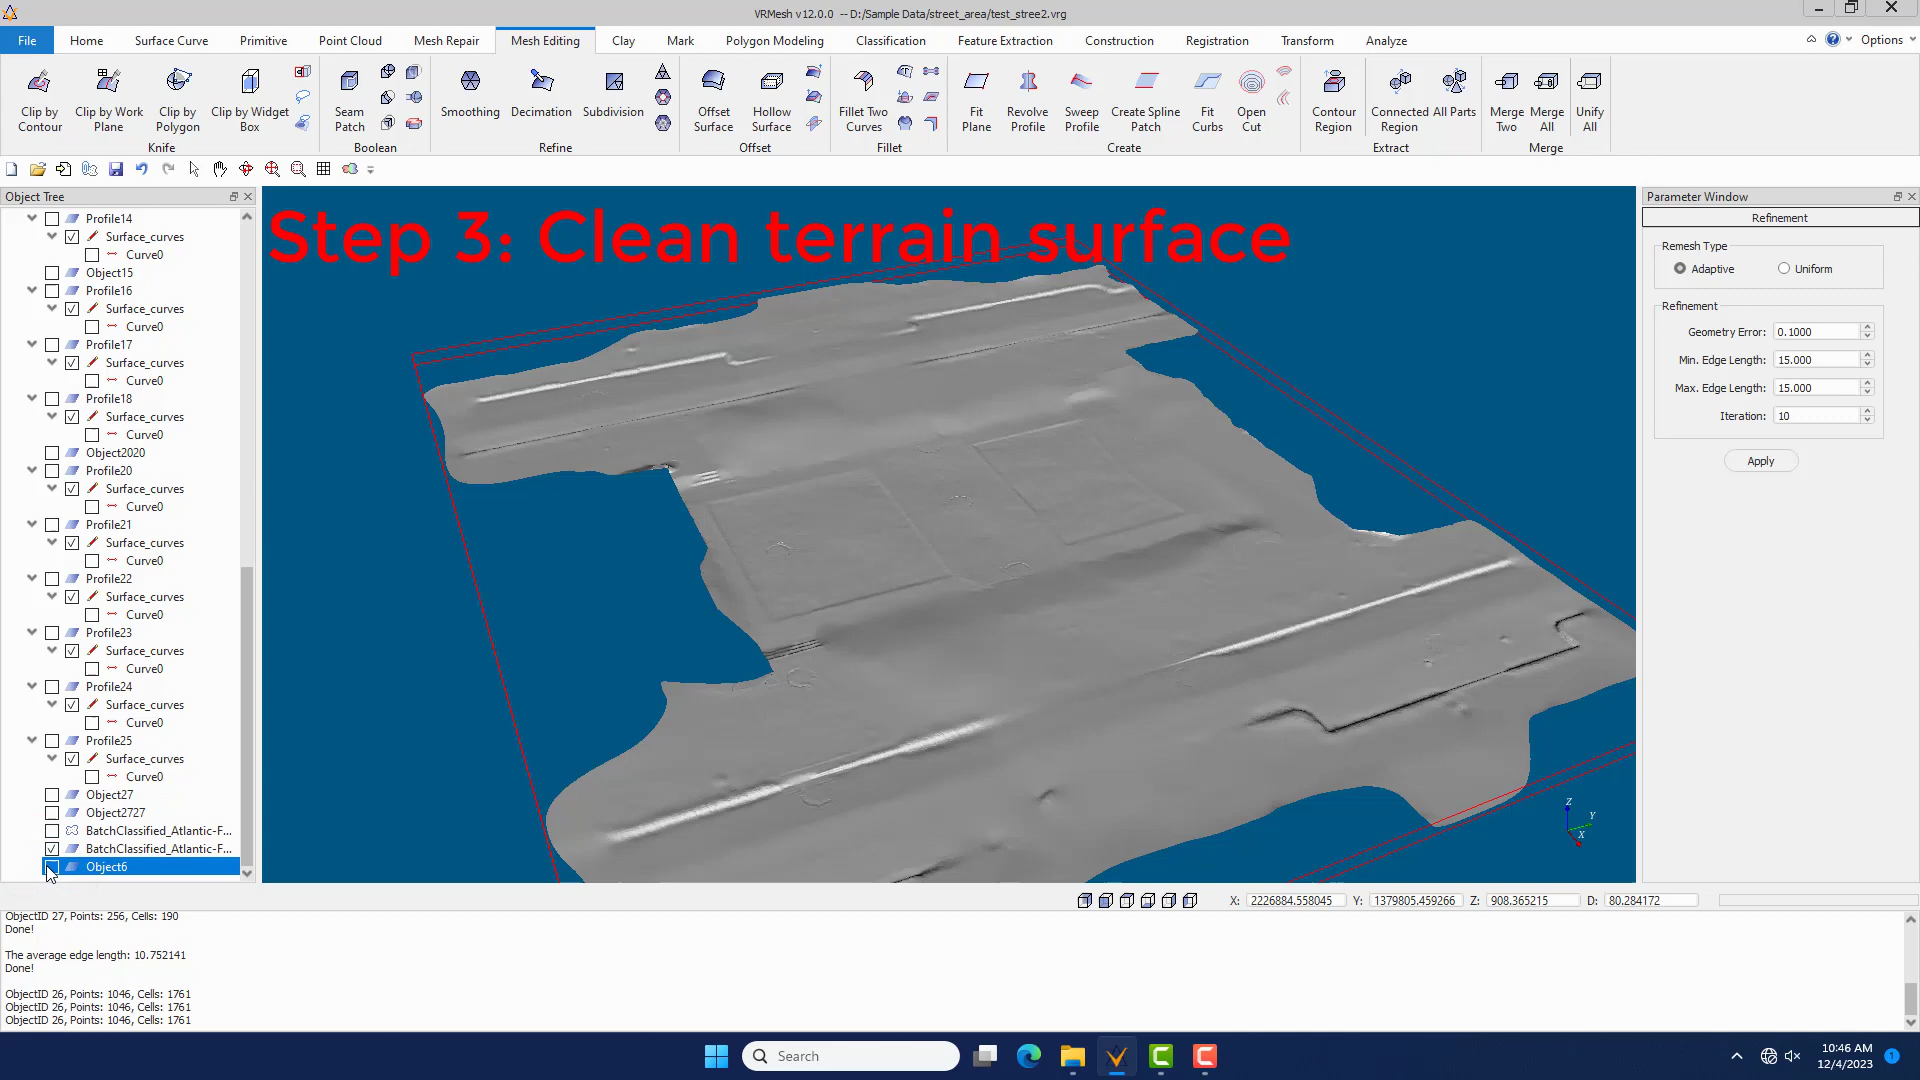 VRMesh v 12.0.0 -- D:/Sample Data/street_area/test_stree2.vrg
File Home Surface Curve Primitive Point Cloud Mesh Repair Mesh Editing Clay Mark Polygon Modeling Classification Feature Extraction Construction Registration Transform Analyze Options
Clip by Contour
Clip by Work Plane
Clip by Polygon
Clip by Widget Box
Seam Patch
Smoothing
Decimation
Subdivision
Offset Surface
Hollow Surface
Fillet Two Curves
Fit Plane
Revolve Profile
Sweep Profile
Create Spline Patch
Fit Curbs
Open Cut
Contour Region
Connected Region
All Parts
Merge Two
Merge All
Unify All
Knife Boolean Refine Offset Fillet Create Extract Merge
Object Tree
Profile14
Surface_curves
Curve0
Object15
Profile16
Surface_curves
Curve0
Profile17
Surface_curves
Curve0
Profile18
Surface_curves
Curve0
Object2020
Profile20
Surface_curves
Curve0
Profile21
Surface_curves
Curve0
Profile22
Surface_curves
Curve0
Profile23
Surface_curves
Curve0
Profile24
Surface_curves
Curve0
Profile25
Surface_curves
Curve0
Object27
Object2727
BatchClassified_Atlantic-F...
BatchClassified_Atlantic-F...
Object6
Step 3: Clean terrain surface
Z
Y
X
Parameter Window
Refinement
Remesh Type
Adaptive Uniform
Refinement
Geometry Error: 0.1000
Min. Edge Length: 15.000
Max. Edge Length: 15.000
Iteration: 10
Apply
X: 2226884.558045 Y: 1379805.459266 Z: 908.365215 D: 80.284172
ObjectID 27, Points: 256, Cells: 190
Done!
The average edge length: 10.752141
Done!
ObjectID 26, Points: 1046, Cells: 1761
ObjectID 26, Points: 1046, Cells: 1761
ObjectID 26, Points: 1046, Cells: 1761
Search
10:46 AM
12/4/2023
1